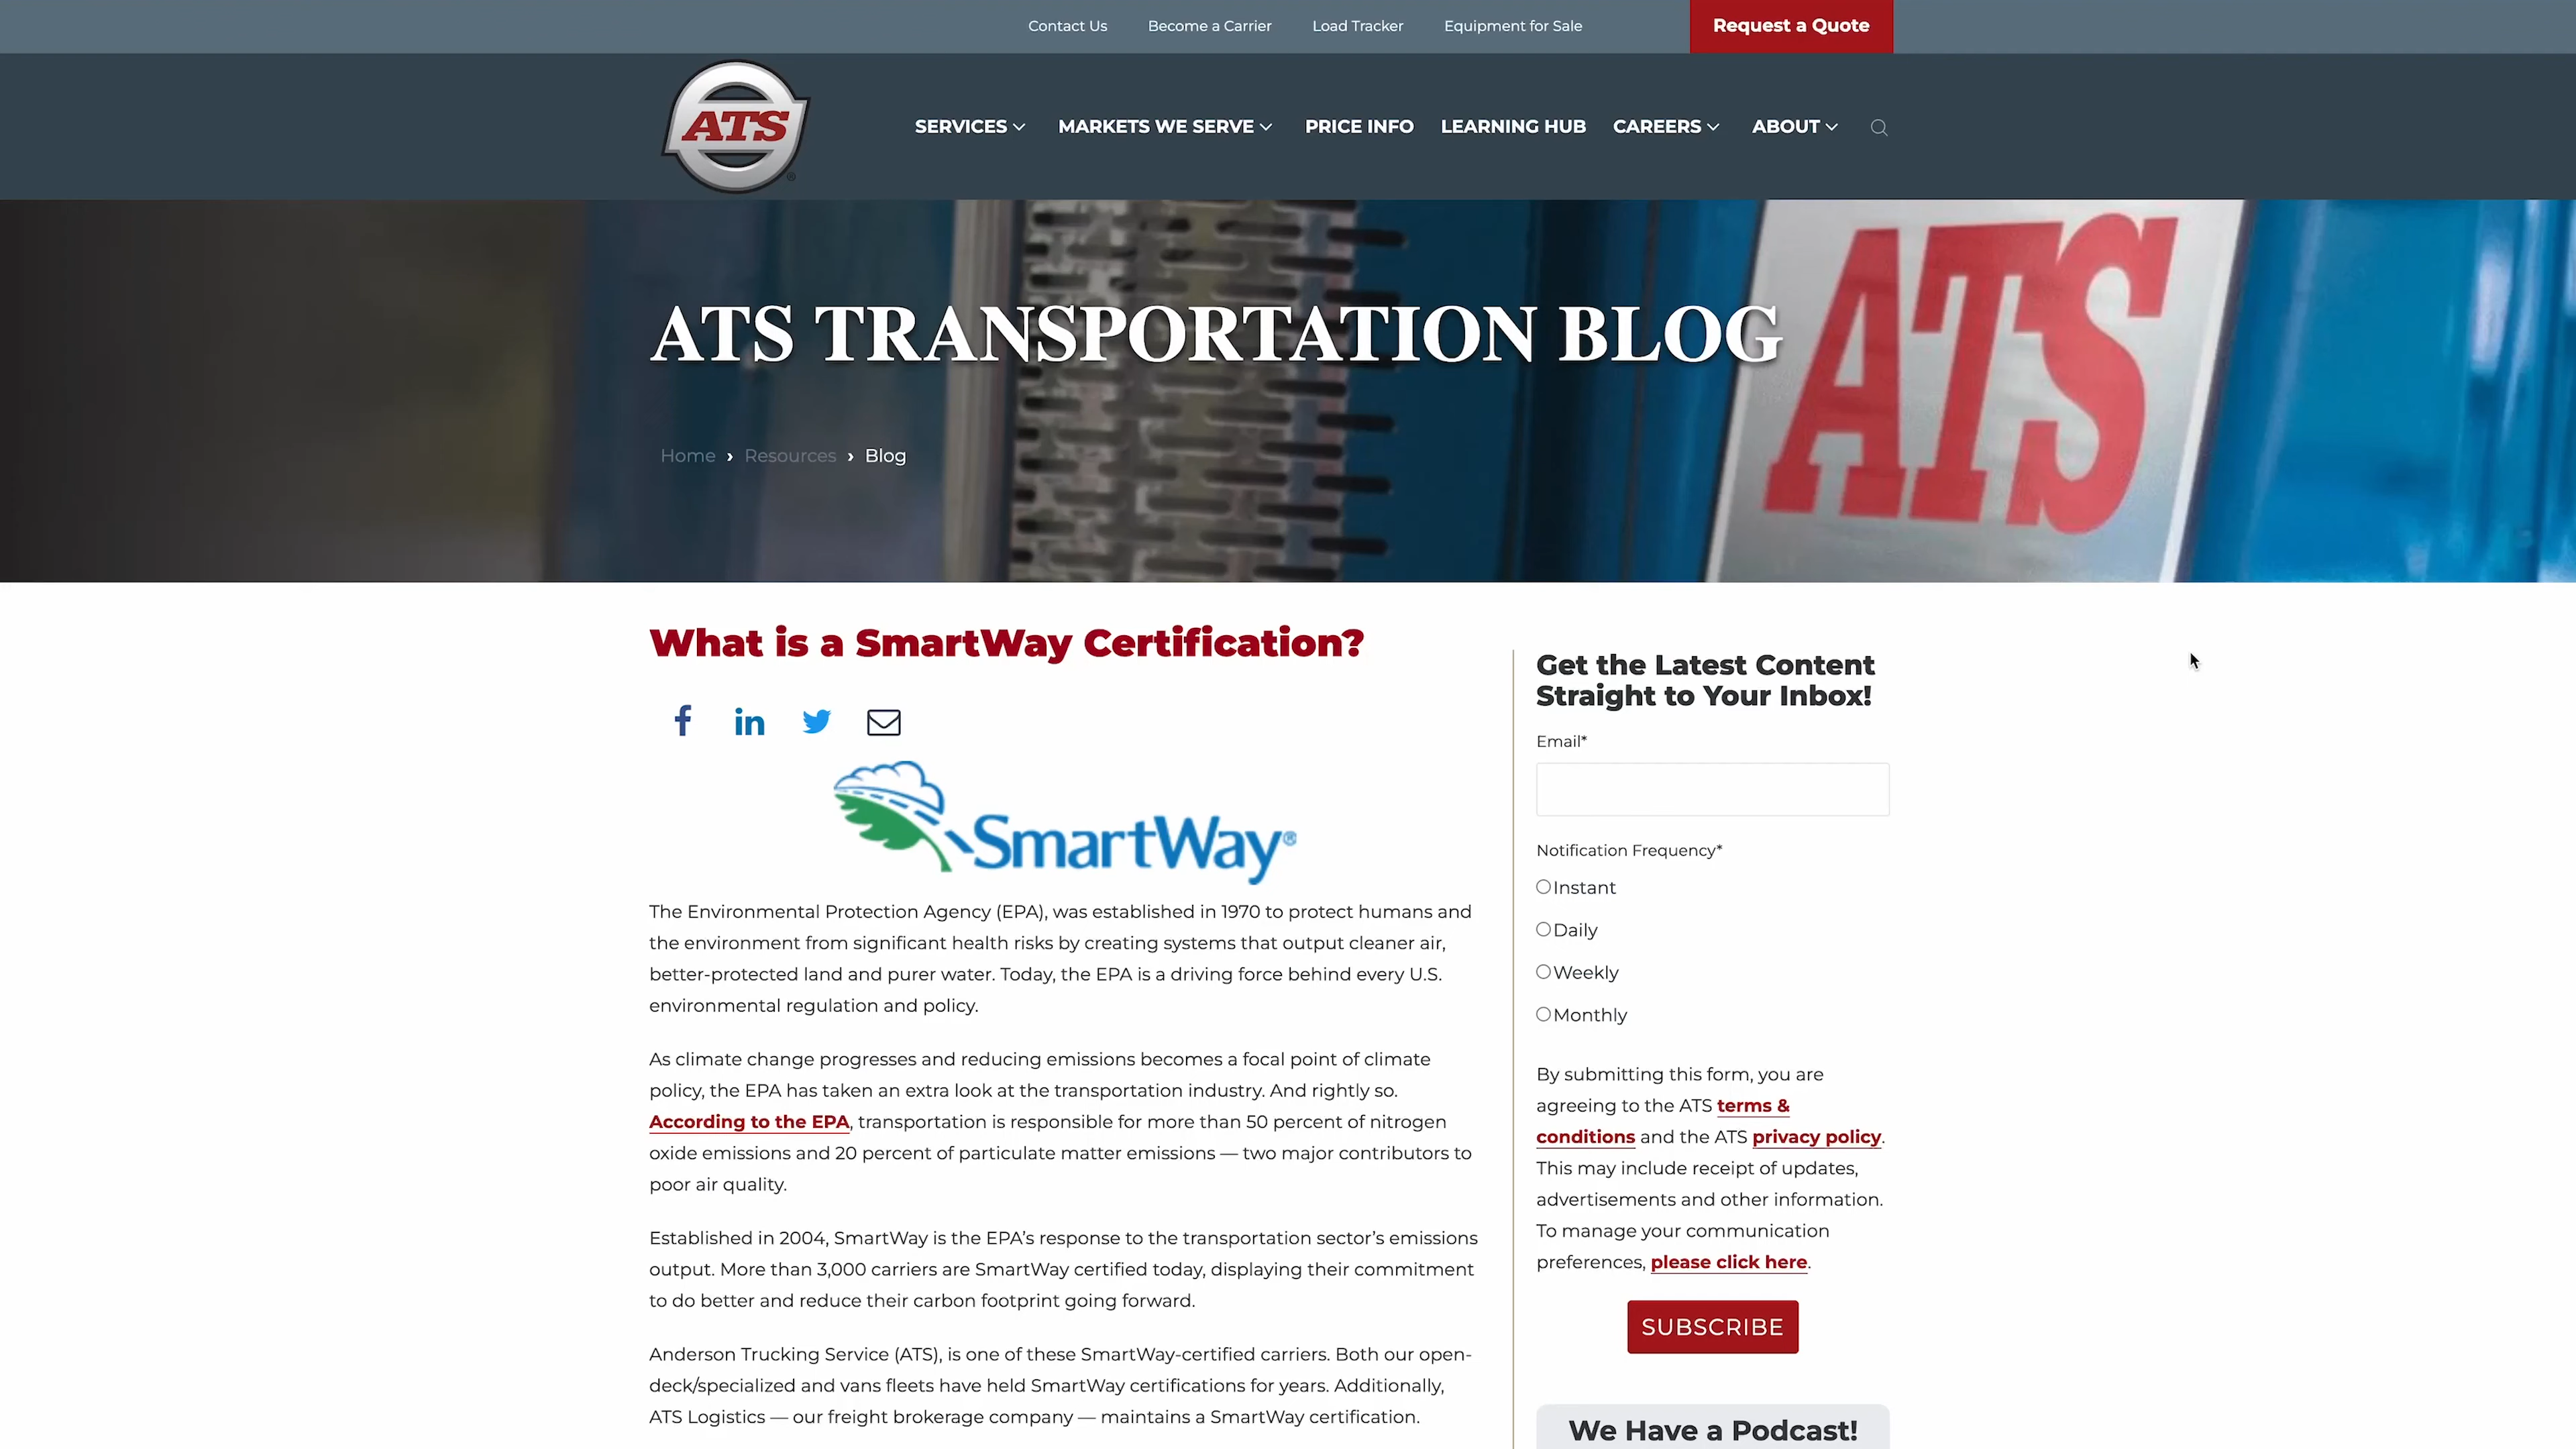 Contact Us
Become a Carrier
Load Tracker
Equipment for Sale
Request a Quote
ATS
SERVICES
MARKETS WE SERVE
PRICE INFO
LEARNING HUB
CAREERS
ABOUT
ATS TRANSPORTATION BLOG
ATS
Home › Resources › Blog
What is a SmartWay Certification?
SmartWay®
The Environmental Protection Agency (EPA), was established in 1970 to protect humans and
the environment from significant health risks by creating systems that output cleaner air,
better-protected land and purer water. Today, the EPA is a driving force behind every U.S.
environmental regulation and policy.
As climate change progresses and reducing emissions becomes a focal point of climate
policy, the EPA has taken an extra look at the transportation industry. And rightly so.
According to the EPA, transportation is responsible for more than 50 percent of nitrogen
oxide emissions and 20 percent of particulate matter emissions — two major contributors to
poor air quality.
Established in 2004, SmartWay is the EPA’s response to the transportation sector’s emissions
output. More than 3,000 carriers are SmartWay certified today, displaying their commitment
to do better and reduce their carbon footprint going forward.
Anderson Trucking Service (ATS), is one of these SmartWay-certified carriers. Both our open-
deck/specialized and vans fleets have held SmartWay certifications for years. Additionally,
ATS Logistics — our freight brokerage company — maintains a SmartWay certification.
Get the Latest Content
Straight to Your Inbox!
Email*
Notification Frequency*
Instant
Daily
Weekly
Monthly
By submitting this form, you are
agreeing to the ATS terms &
conditions and the ATS privacy policy.
This may include receipt of updates,
advertisements and other information.
To manage your communication
preferences, please click here.
SUBSCRIBE
We Have a Podcast!